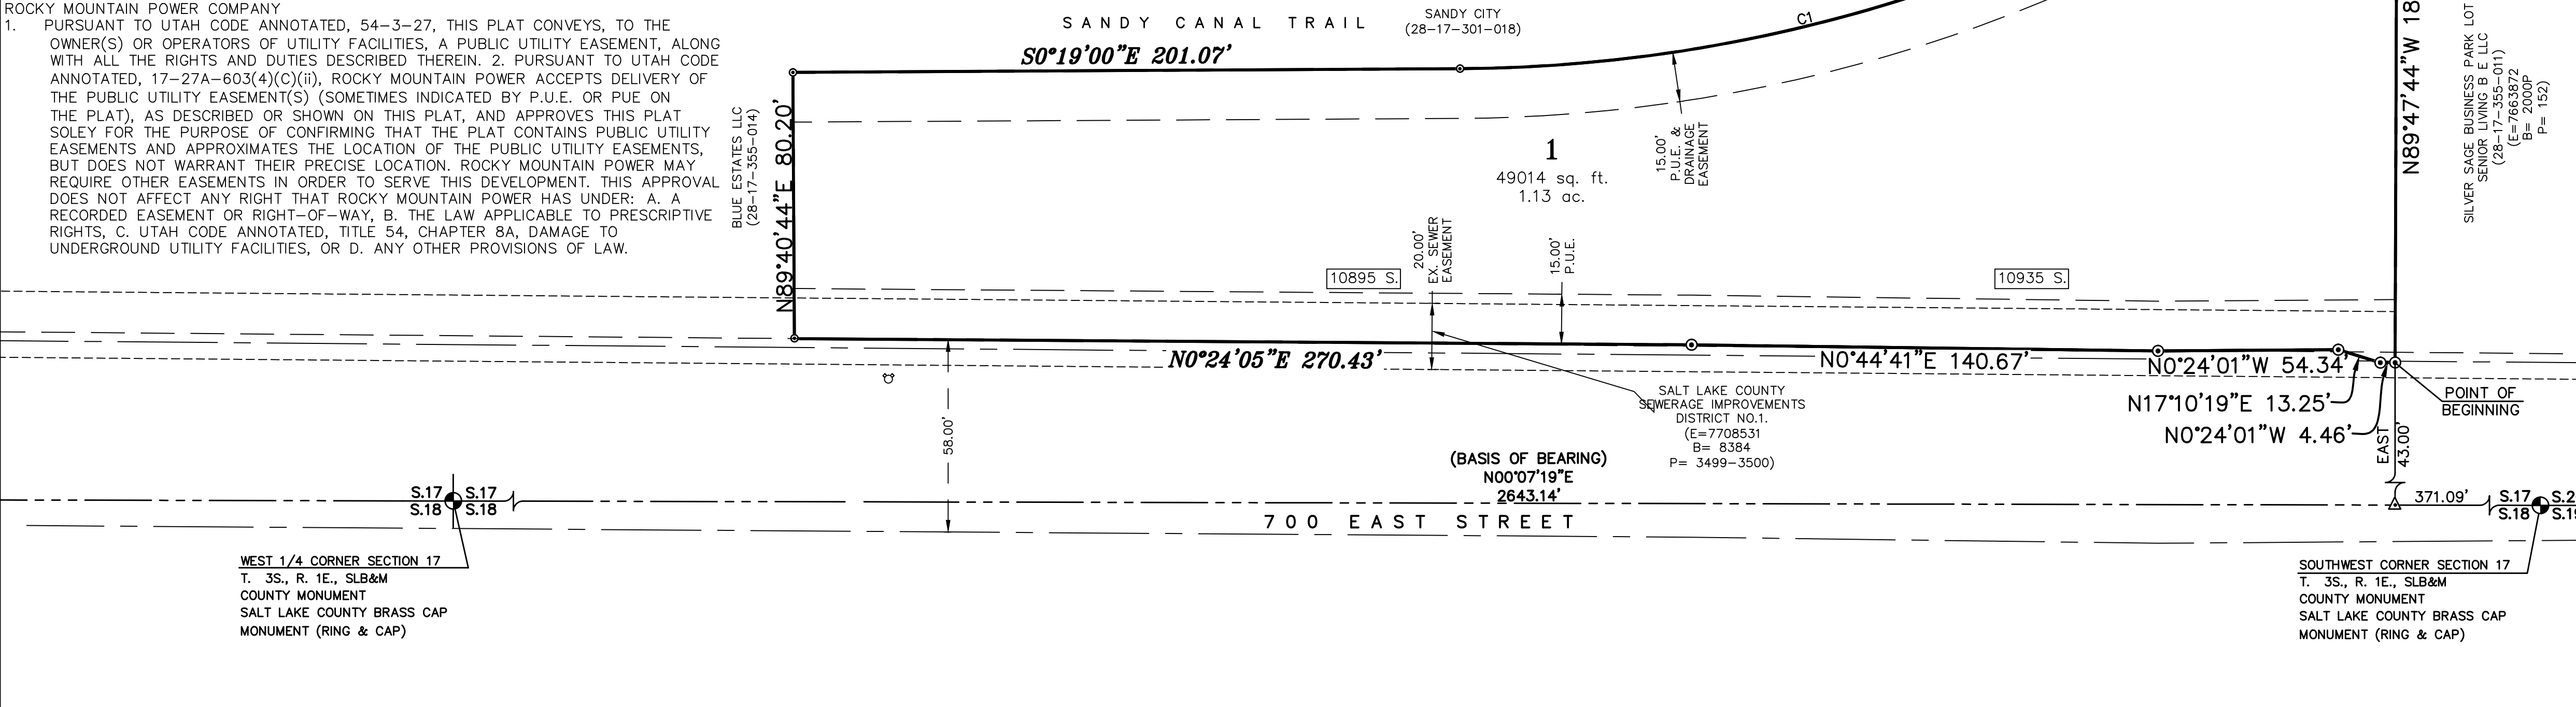 ROCKY MOUNTAIN POWER COMPANY
1. PURSUANT TO UTAH CODE ANNOTATED, 54-3-27, THIS PLAT CONVEYS, TO THE
OWNER(S) OR OPERATORS OF UTILITY FACILITIES, A PUBLIC UTILITY EASEMENT, ALONG
WITH ALL THE RIGHTS AND DUTIES DESCRIBED THEREIN. 2. PURSUANT TO UTAH CODE
ANNOTATED, 17-27A-603(4)(C)(ii), ROCKY MOUNTAIN POWER ACCEPTS DELIVERY OF
THE PUBLIC UTILITY EASEMENT(S) (SOMETIMES INDICATED BY P.U.E. OR PUE ON
THE PLAT), AS DESCRIBED OR SHOWN ON THIS PLAT, AND APPROVES THIS PLAT
SOLEY FOR THE PURPOSE OF CONFIRMING THAT THE PLAT CONTAINS PUBLIC UTILITY
EASEMENTS AND APPROXIMATES THE LOCATION OF THE PUBLIC UTILITY EASEMENTS,
BUT DOES NOT WARRANT THEIR PRECISE LOCATION. ROCKY MOUNTAIN POWER MAY
REQUIRE OTHER EASEMENTS IN ORDER TO SERVE THIS DEVELOPMENT. THIS APPROVAL
DOES NOT AFFECT ANY RIGHT THAT ROCKY MOUNTAIN POWER HAS UNDER: A. A
RECORDED EASEMENT OR RIGHT-OF-WAY, B. THE LAW APPLICABLE TO PRESCRIPTIVE
RIGHTS, C. UTAH CODE ANNOTATED, TITLE 54, CHAPTER 8A, DAMAGE TO
UNDERGROUND UTILITY FACILITIES, OR D. ANY OTHER PROVISIONS OF LAW.
SANDY CANAL TRAIL
SANDY CITY
(28-17-301-018)
C1
S0°19'00"E 201.07'
BLUE ESTATES LLC
(28-17-355-014)
N89°40'44"E 80.20'
1
49014 sq. ft.
1.13 ac.
15.00'
P.U.E. &
DRAINAGE
EASEMENT
N89°47'44"W 18
SILVER SAGE BUSINESS PARK LOT
SENIOR LIVING B E LLC
(28-17-355-011)
(E=7663872
B= 2000P
P= 152)
10895 S.
20.00'
EX. SEWER
EASEMENT
15.00'
P.U.E.
10935 S.
N0°24'05"E 270.43'
N0°44'41"E 140.67'
N0°24'01"W 54.34'
N17°10'19"E 13.25'
N0°24'01"W 4.46'
POINT OF
BEGINNING
SALT LAKE COUNTY
SEWERAGE IMPROVEMENTS
DISTRICT NO.1.
(E=7708531
B= 8384
P= 3499-3500)
58.00'
EAST
43.00'
(BASIS OF BEARING)
N00°07'19"E
2643.14'
700 EAST STREET
371.09'
S.17 S.17
S.18 S.18
S.17 S.2
S.18 S.19
WEST 1/4 CORNER SECTION 17
T. 3S., R. 1E., SLB&M
COUNTY MONUMENT
SALT LAKE COUNTY BRASS CAP
MONUMENT (RING & CAP)
SOUTHWEST CORNER SECTION 17
T. 3S., R. 1E., SLB&M
COUNTY MONUMENT
SALT LAKE COUNTY BRASS CAP
MONUMENT (RING & CAP)